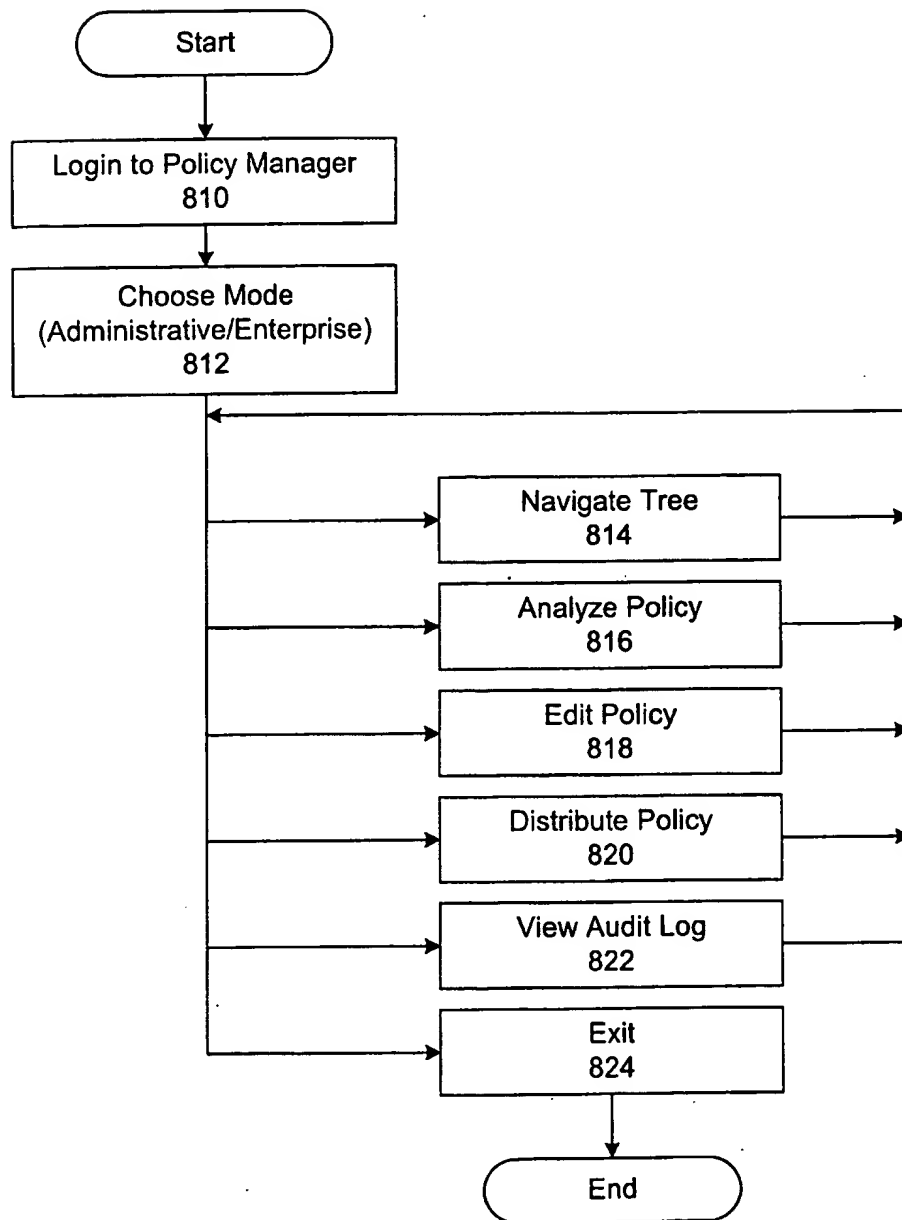 Start
Login to Policy Manager
810
Choose Mode
(Administrative/Enterprise)
812
Navigate Tree
814
Analyze Policy
816
Edit Policy
818
Distribute Policy
820
View Audit Log
822
Exit
824
End